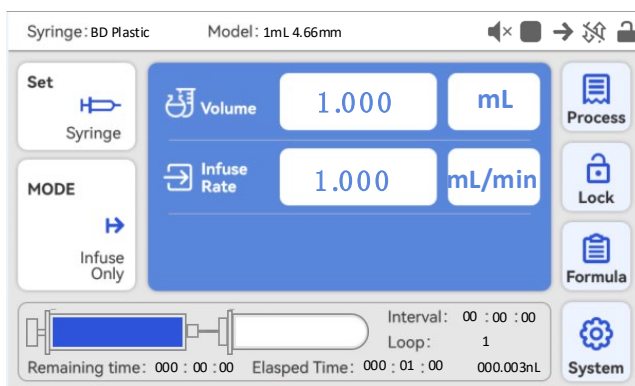 Syringe: BD Plastic Model: 1mL 4.66mm
Set
Syringe
Volume 1.000 mL
Process
MODE
Infuse Only
Infuse Rate 1.000 mL/min
Lock
Formula
Interval: 00 : 00 : 00
Loop: 1
Remaining time: 000 : 00 : 00 Elasped Time: 000 : 01 : 00 000.003nL
System